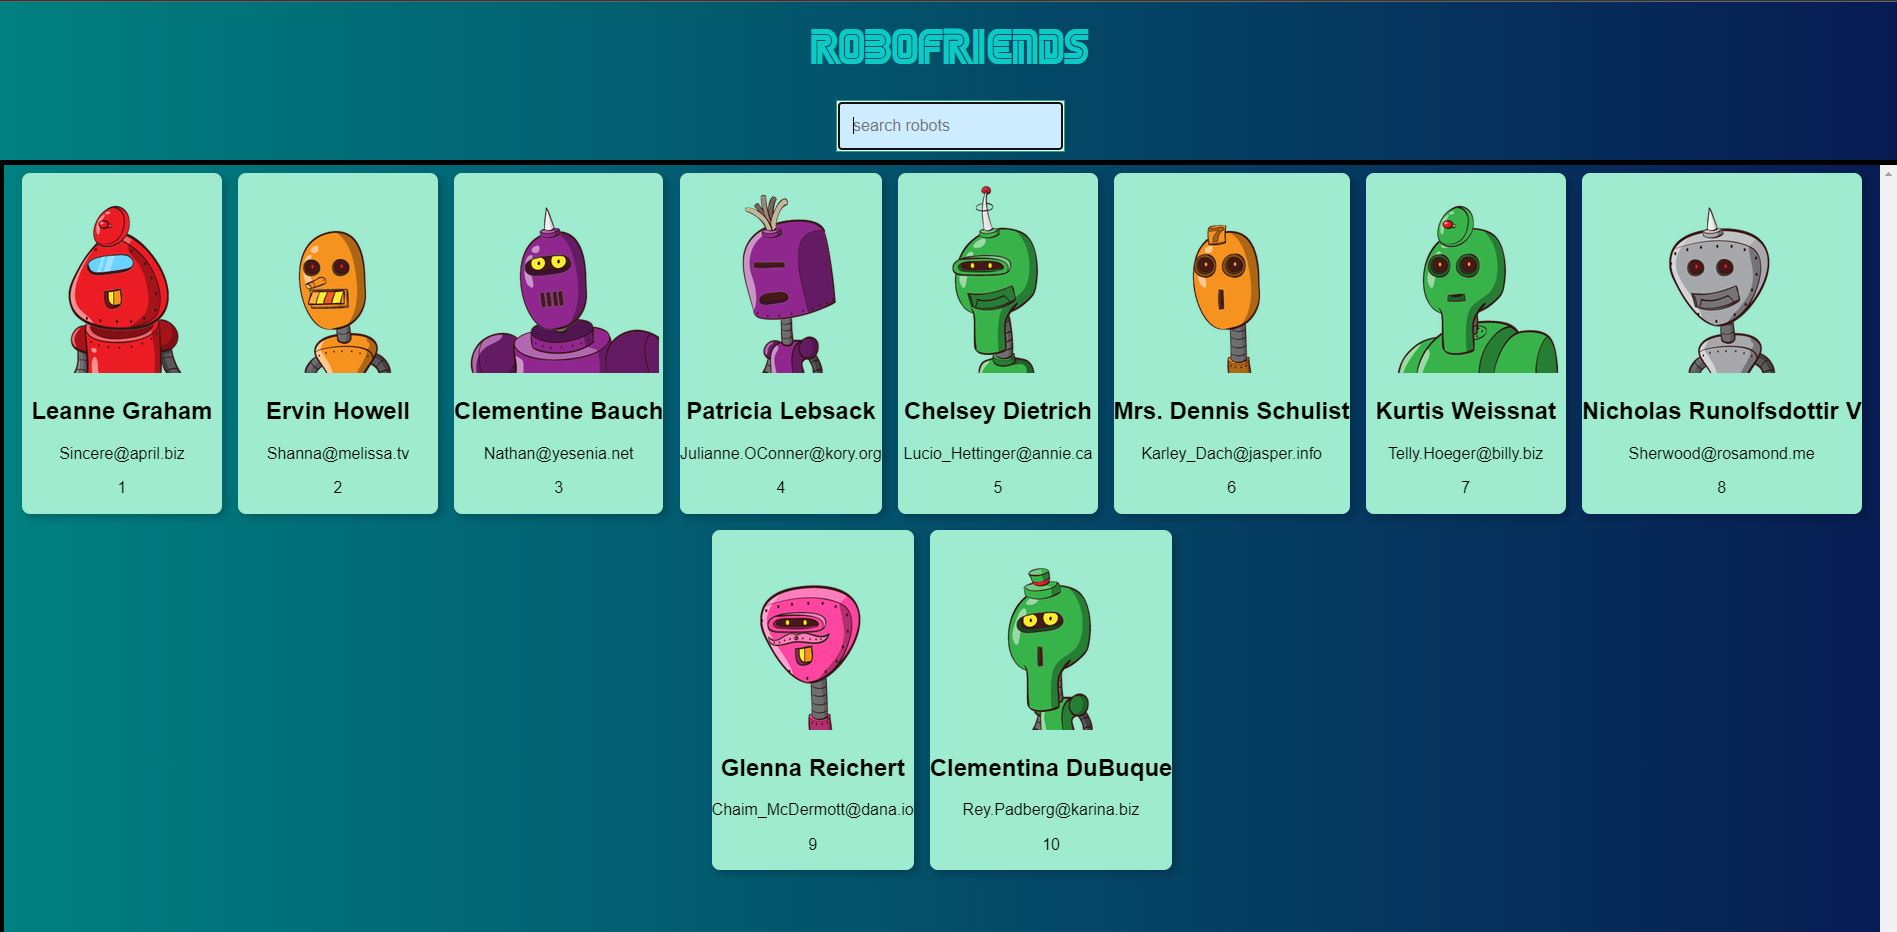 ROBOFRIENDS
search robots
7
Leanne Graham
Sincere@april.biz
1
Ervin Howell
Shanna@melissa.tv
2
Clementine Bauch
Nathan@yesenia.net
3
Patricia Lebsack
Julianne.OConner@kory.org
4
Chelsey Dietrich
Lucio_Hettinger@annie.ca
5
Mrs. Dennis Schulist
Karley_Dach@jasper.info
6
Kurtis Weissnat
Telly.Hoeger@billy.biz
7
Nicholas Runolfsdottir V
Sherwood@rosamond.me
8
Glenna Reichert
Chaim_McDermott@dana.io
9
Clementina DuBuque
Rey.Padberg@karina.biz
10